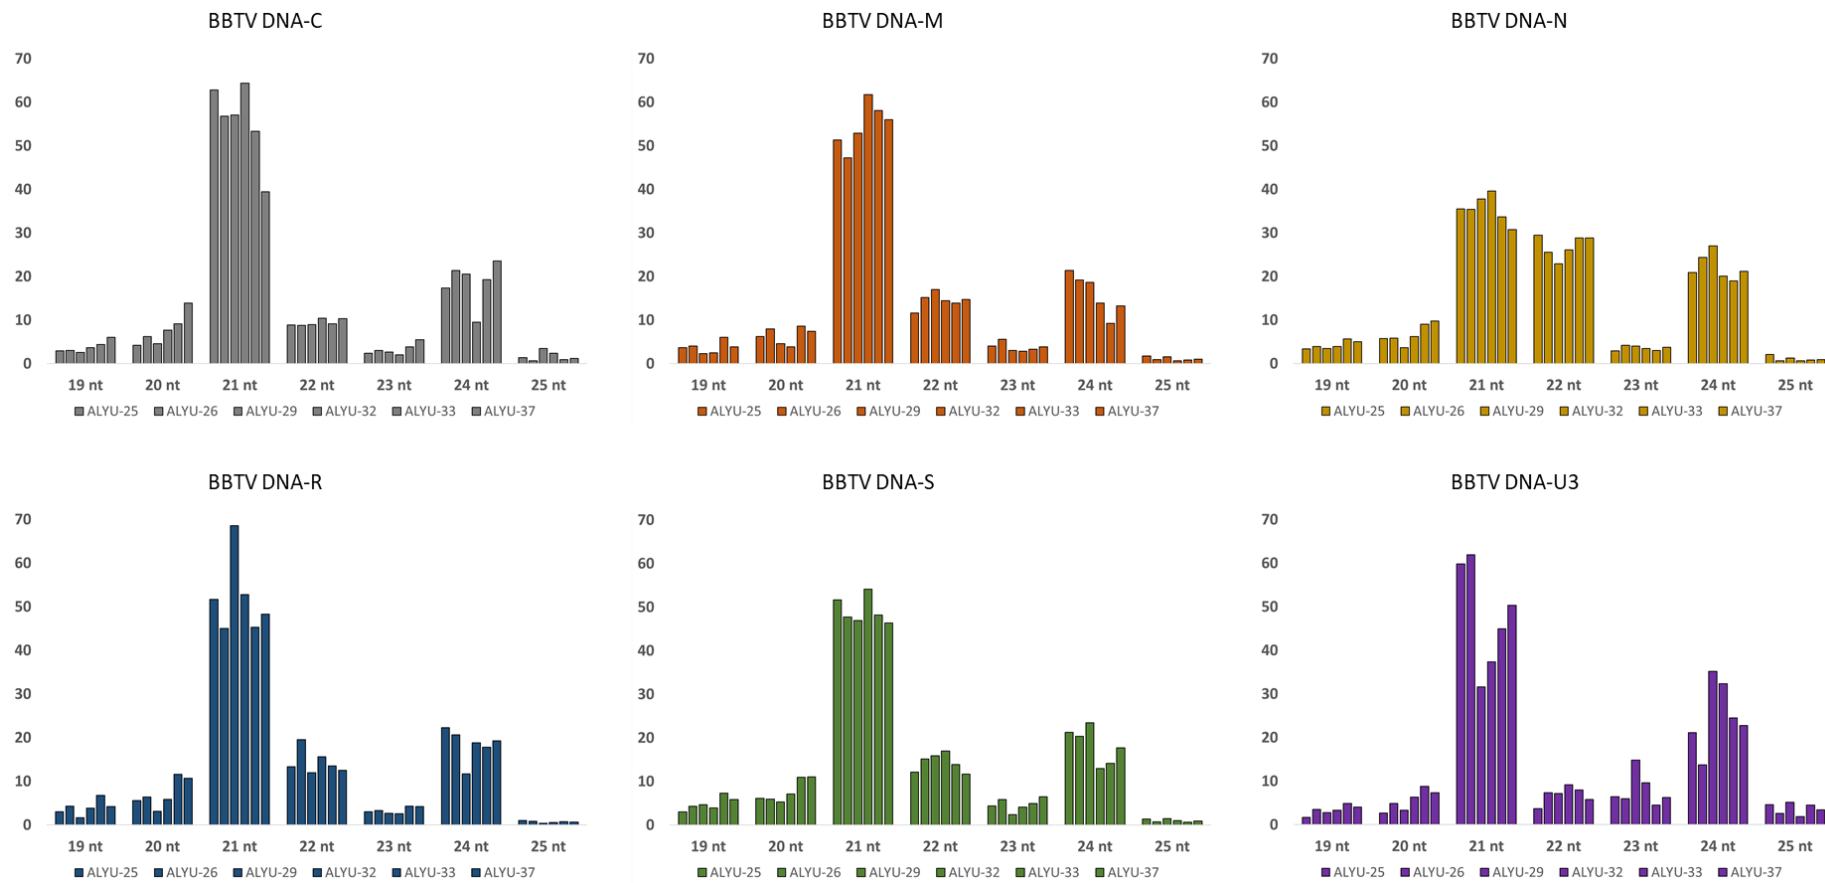 BBTV DNA-C
70
60
50
40
30
20
10
0
19 nt 20 nt 21 nt 22 nt 23 nt 24 nt 25 nt
ALYU-25 ALYU-26 ALYU-29 ALYU-32 ALYU-33 ALYU-37
BBTV DNA-M
70
60
50
40
30
20
10
0
19 nt 20 nt 21 nt 22 nt 23 nt 24 nt 25 nt
ALYU-25 ALYU-26 ALYU-29 ALYU-32 ALYU-33 ALYU-37
BBTV DNA-N
70
60
50
40
30
20
10
0
19 nt 20 nt 21 nt 22 nt 23 nt 24 nt 25 nt
ALYU-25 ALYU-26 ALYU-29 ALYU-32 ALYU-33 ALYU-37
BBTV DNA-R
70
60
50
40
30
20
10
0
19 nt 20 nt 21 nt 22 nt 23 nt 24 nt 25 nt
ALYU-25 ALYU-26 ALYU-29 ALYU-32 ALYU-33 ALYU-37
BBTV DNA-S
70
60
50
40
30
20
10
0
19 nt 20 nt 21 nt 22 nt 23 nt 24 nt 25 nt
ALYU-25 ALYU-26 ALYU-29 ALYU-32 ALYU-33 ALYU-37
BBTV DNA-U3
70
60
50
40
30
20
10
0
19 nt 20 nt 21 nt 22 nt 23 nt 24 nt 25 nt
ALYU-25 ALYU-26 ALYU-29 ALYU-32 ALYU-33 ALYU-37